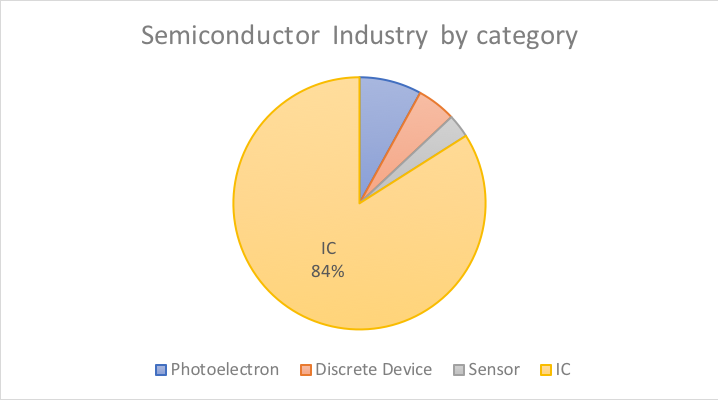 Semiconductor Industry by category
IC
84%
Photoelectron Discrete Device Sensor IC